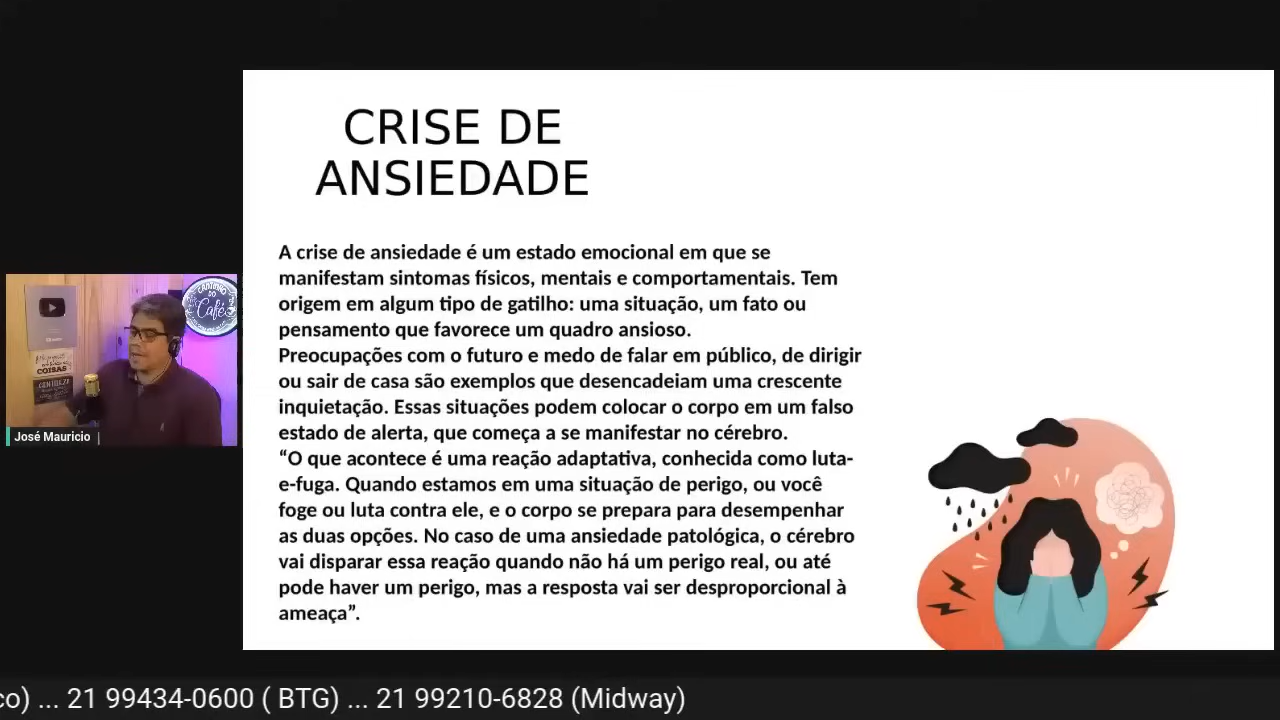 CRISE DE
ANSIEDADE
A crise de ansiedade é um estado emocional em que se
manifestam sintomas físicos, mentais e comportamentais. Tem
origem em algum tipo de gatilho: uma situação, um fato ou
pensamento que favorece um quadro ansioso.
Preocupações com o futuro e medo de falar em público, de dirigir
ou sair de casa são exemplos que desencadeiam uma crescente
inquietação. Essas situações podem colocar o corpo em um falso
estado de alerta, que começa a se manifestar no cérebro.
“O que acontece é uma reação adaptativa, conhecida como luta-
e-fuga. Quando estamos em uma situação de perigo, ou você
foge ou luta contra ele, e o corpo se prepara para desempenhar
as duas opções. No caso de uma ansiedade patológica, o cérebro
vai disparar essa reação quando não há um perigo real, ou até
pode haver um perigo, mas a resposta vai ser desproporcional à
ameaça”.
CANTINHO
DO
Café
COISAS
José Mauricio |
co) ... 21 99434-0600 ( BTG) ... 21 99210-6828 (Midway)